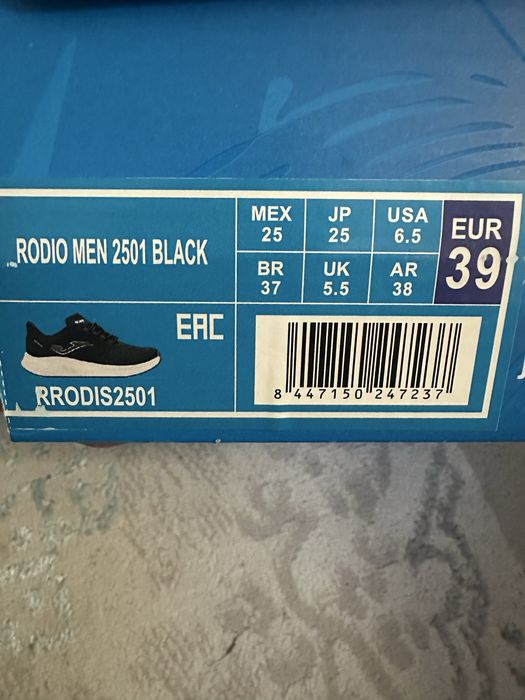 RODIO MEN 2501 BLACK
MEX 25
JP 25
USA 6.5
EUR 39
BR 37
UK 5.5
AR 38
EAC
RRODIS2501
8 447150 247237